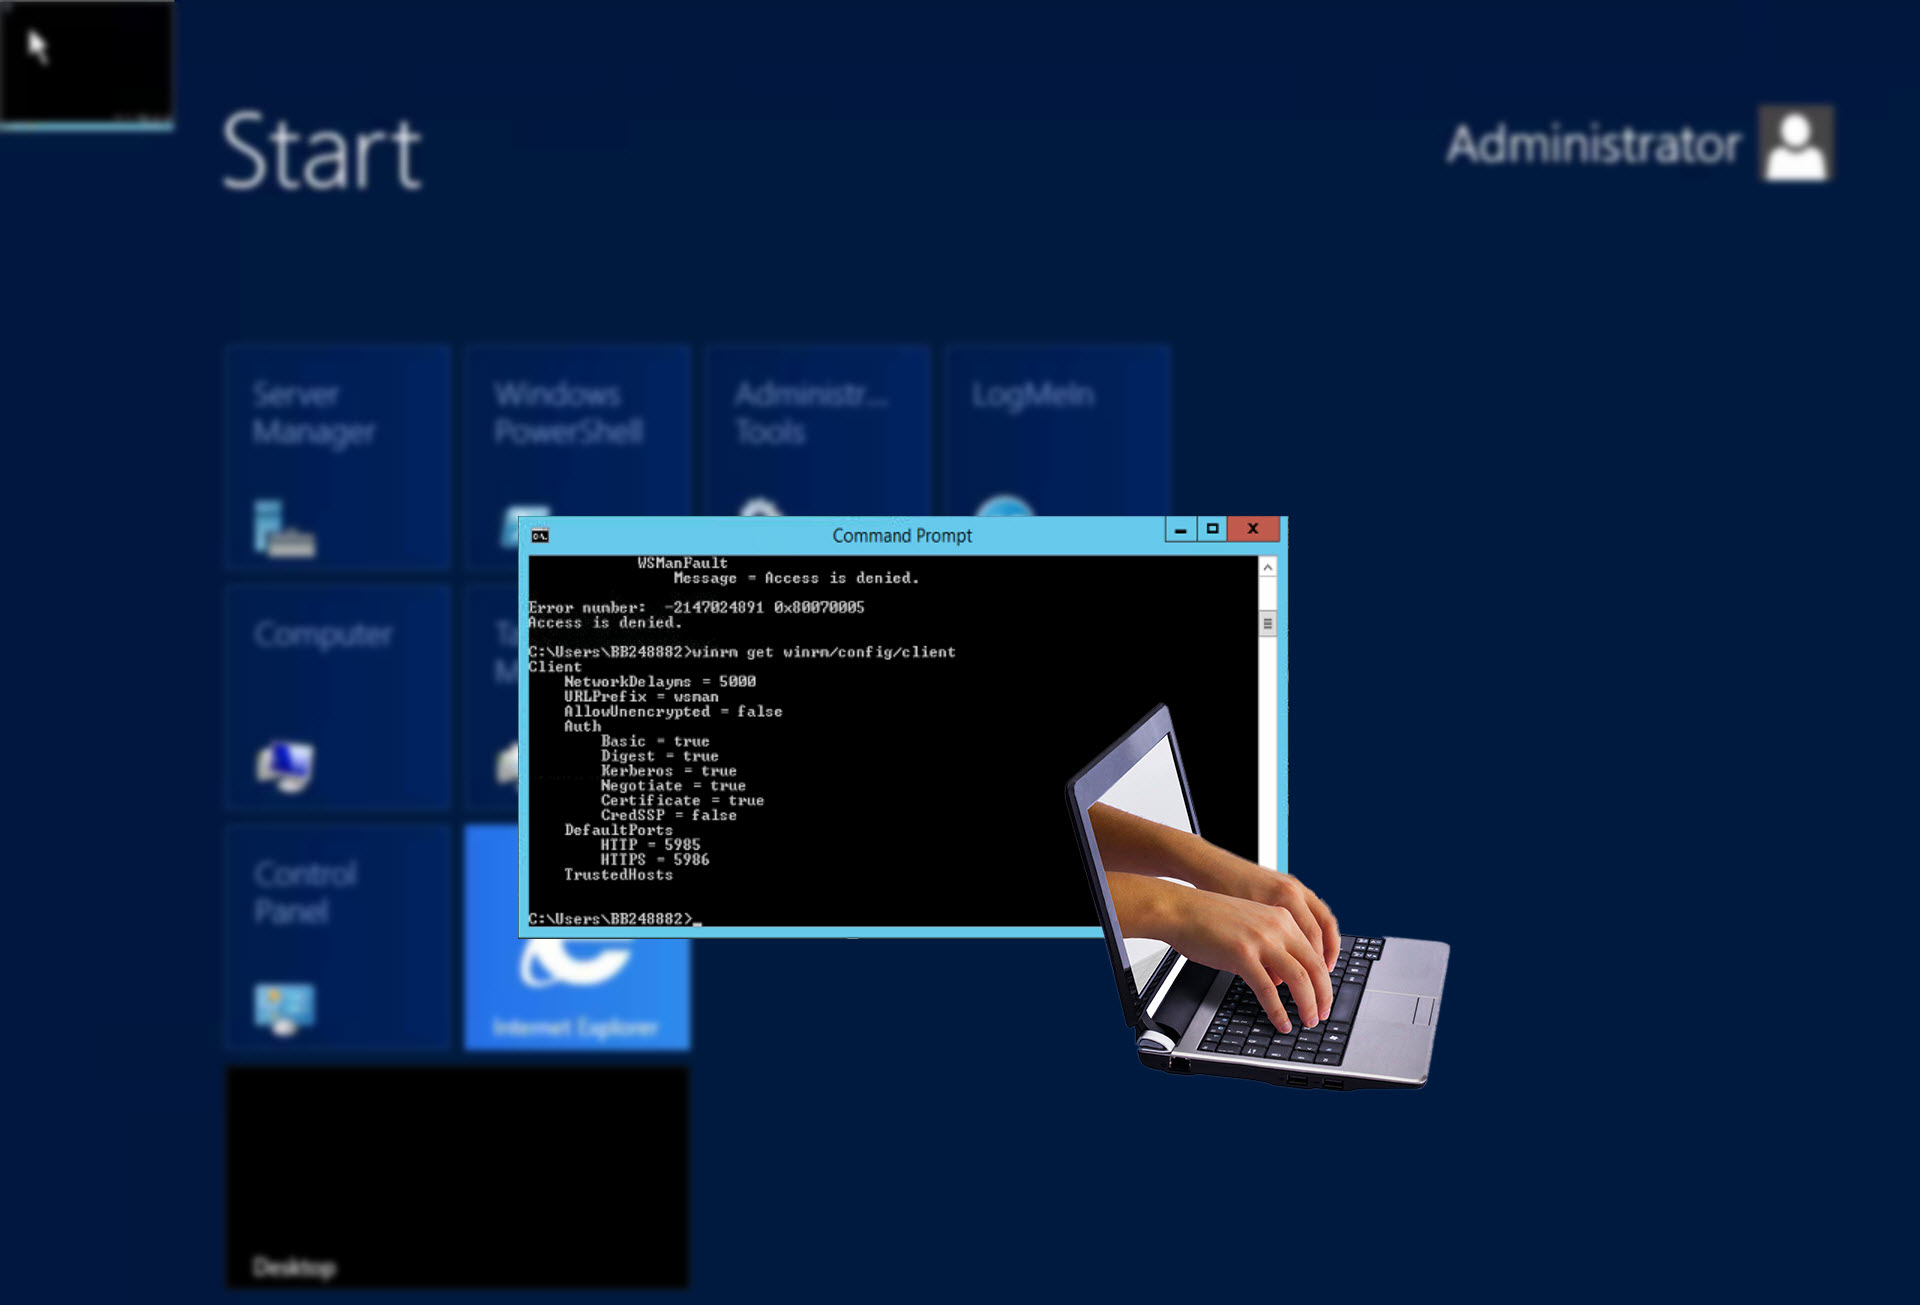 Start
Administrator
Server
Manager
Windows
PowerShell
Administr...
Tools
LogMeIn
Command Prompt
WSManFault
Message = Access is denied.
Error number:  -2147024891 0x80070005
Access is denied.
C:\Users\BB248882>winrm get winrm/config/client
Client
NetworkDelayms = 5000
URLPrefix = wsman
AllowUnencrypted = false
Auth
Basic = true
Digest = true
Kerberos = true
Negotiate = true
Certificate = true
CredSSP = false
DefaultPorts
HTTP = 5985
HTTPS = 5986
TrustedHosts
C:\Users\BB248882>_
Computer
Ta
M
Control
Panel
Internet Explorer
Desktop